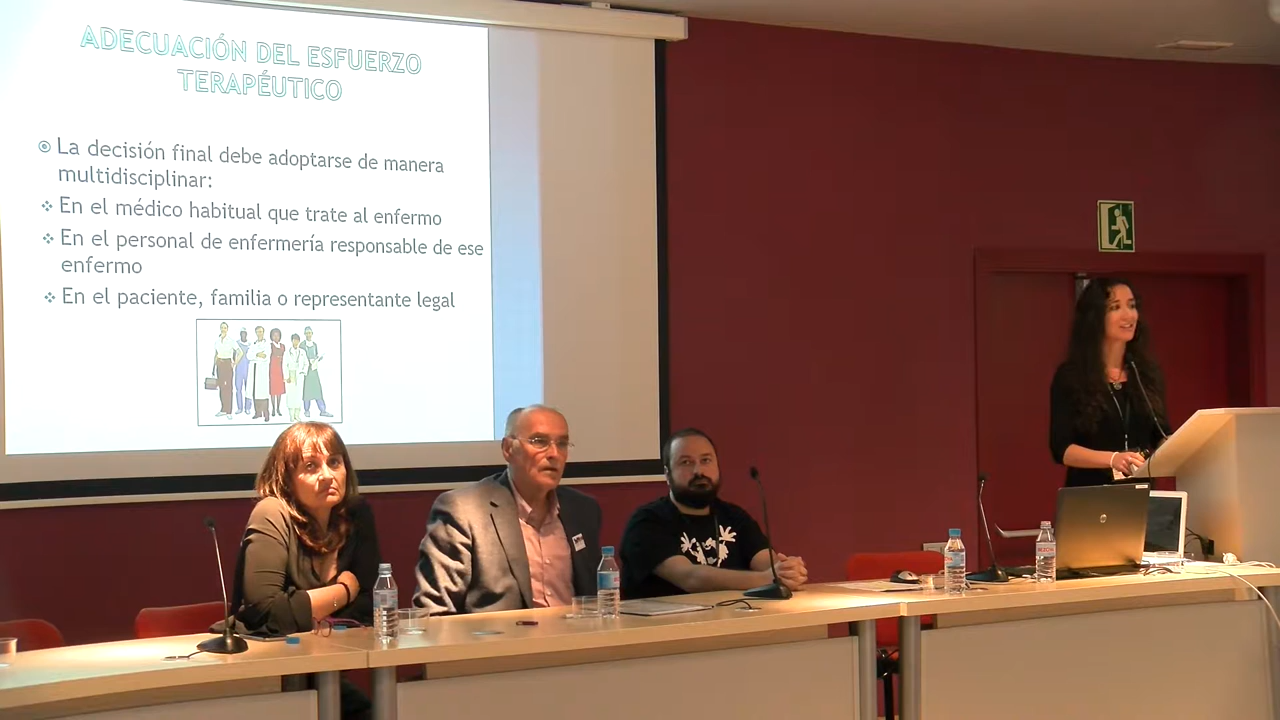 ADECUACIÓN DEL ESFUERZO
TERAPÉUTICO
La decisión final debe adoptarse de manera
multidisciplinar:
En el médico habitual que trate al enfermo
En el personal de enfermería responsable de ese
enfermo
En el paciente, familia o representante legal
hp